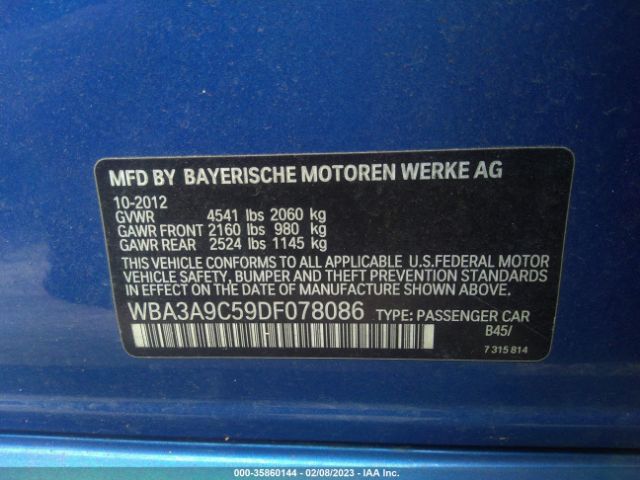 MFD BY BAYERISCHE MOTOREN WERKE AG
10-2012
GVWR 4541 lbs 2060 kg
GAWR FRONT 2160 lbs 980 kg
GAWR REAR 2524 lbs 1145 kg
THIS VEHICLE CONFORMS TO ALL APPLICABLE U.S.FEDERAL MOTOR
VEHICLE SAFETY, BUMPER AND THEFT PREVENTION STANDARDS
IN EFFECT ON THE DATE OF MANUFACTURE SHOWN ABOVE.
WBA3A9C59DF078086 TYPE: PASSENGER CAR
B45/
7 315 814
000-35860144 - 02/08/2023 - IAA Inc.